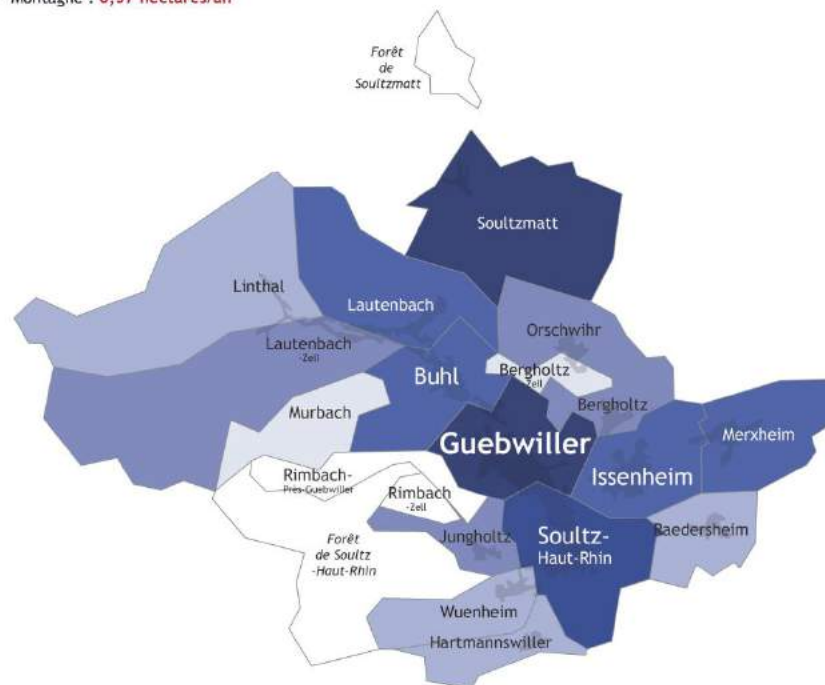 Forêt
de
Soultzmatt
Soultzmatt
Linthal
Lautenbach
Orschwihr
Lautenbach
-Zell
Bergholtz
Zell
Buhl
Bergholtz
Murbach
Guebwiller
Merxheim
Issenheim
Rimbach-
Près-Guebwiller
Rimbach
-Zell
Forêt
de Soultz
-Haut-Rhin
Jungholtz
Soultz-
Haut-Rhin
Raedersheim
Wuenheim
Hartmannswiller